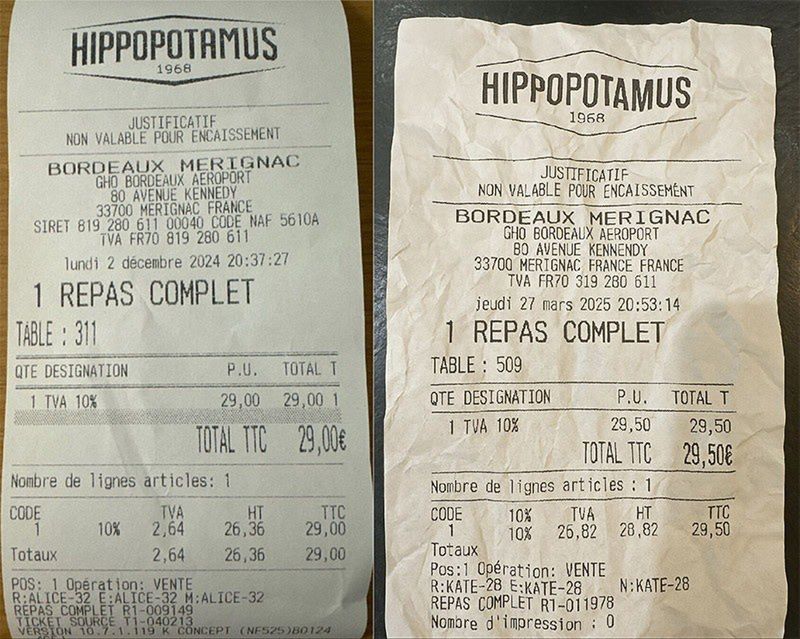 HIPPOPOTAMUS
1968
JUSTIFICATIF
NON VALABLE POUR ENCAISSEMENT
BORDEAUX MERIGNAC
GHO BORDEAUX AEROPORT
80 AVENUE KENNEDY
33700 MERIGNAC FRANCE
SIRET 819 280 611 00040 CODE NAF 5610A
TVA FR70 819 280 611
lundi 2 décembre 2024 20:37:27
1 REPAS COMPLET
TABLE : 311
QTE DESIGNATION P.U. TOTAL T
1 TVA 10% 29,00 29,00 1
TOTAL TTC 29,00€
Nombre de lignes articles: 1
CODE TVA HT TTC
1 10% 2,64 26,36 29,00
Totaux 2,64 26,36 29,00
POS: 1 Opération: VENTE
R:ALICE-32 E:ALICE-32 M:ALICE-32
REPAS COMPLET R1-009149
TICKET SOURCE T1-040213
VERSION 10.7.1.119 K CONCEPT (NF525)B0124
HIPPOPOTAMUS
1968
JUSTIFICATIF
NON VALABLE POUR ENCAISSEMENT
BORDEAUX MERIGNAC
GHO BORDEAUX AEROPORT
80 AVENUE KENNENDY
33700 MERIGNAC FRANCE FRANCE
TVA FR70 319 280 611
jeudi 27 mars 2025 20:53:14
1 REPAS COMPLET
TABLE : 509
QTE DESIGNATION P.U. TOTAL T
1 TVA 10% 29,50 29,50
TOTAL TTC 29,50€
Nombre de lignes articles : 1
CODE 10% TVA HT TTC
1 10% 26,82 28,82 29,50
Totaux
Pos:1 Opération: VENTE
R:KATE-28 E:KATE-28 N:KATE-28
REPAS COMPLET R1-011978
Nombre d'impression : 0